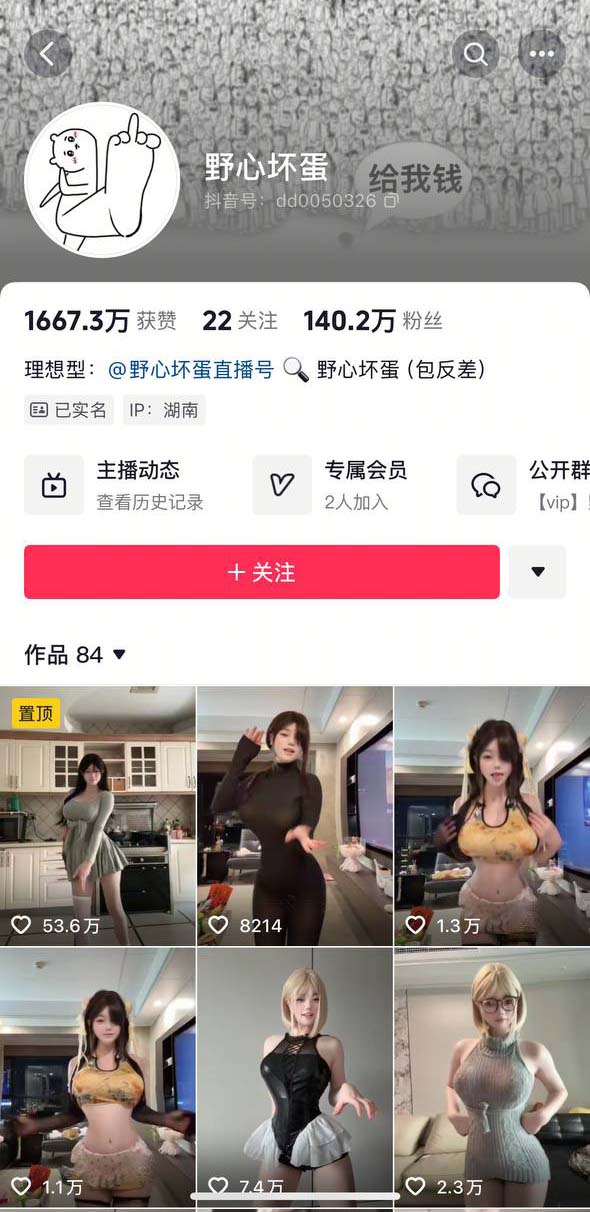 野心坏蛋
给我钱
抖音号：dd0050326
1667.3万 获赞 22 关注 140.2万 粉丝
理想型：@野心坏蛋直播号 🔍 野心坏蛋（包反差）
已实名 IP：湖南
主播动态 专属会员 公开群
查看历史记录 2人加入 【vip】
＋关注
作品 84
置顶
53.6万 8214 1.3万
1.1万 7.4万 2.3万